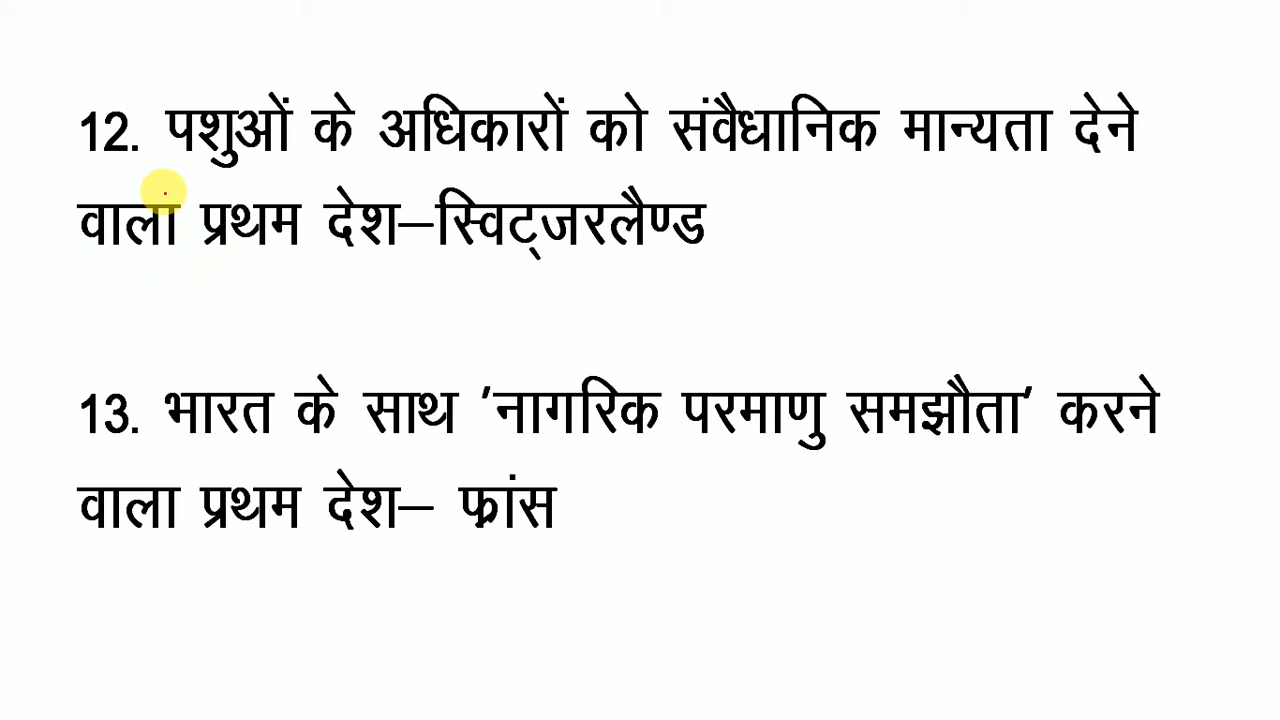 12. पशुओं के अधिकारों को संवैधानिक मान्यता देने
वाला प्रथम देश–स्विट्जरलैण्ड
13. भारत के साथ 'नागरिक परमाणु समझौता' करने
वाला प्रथम देश– फ्रांस